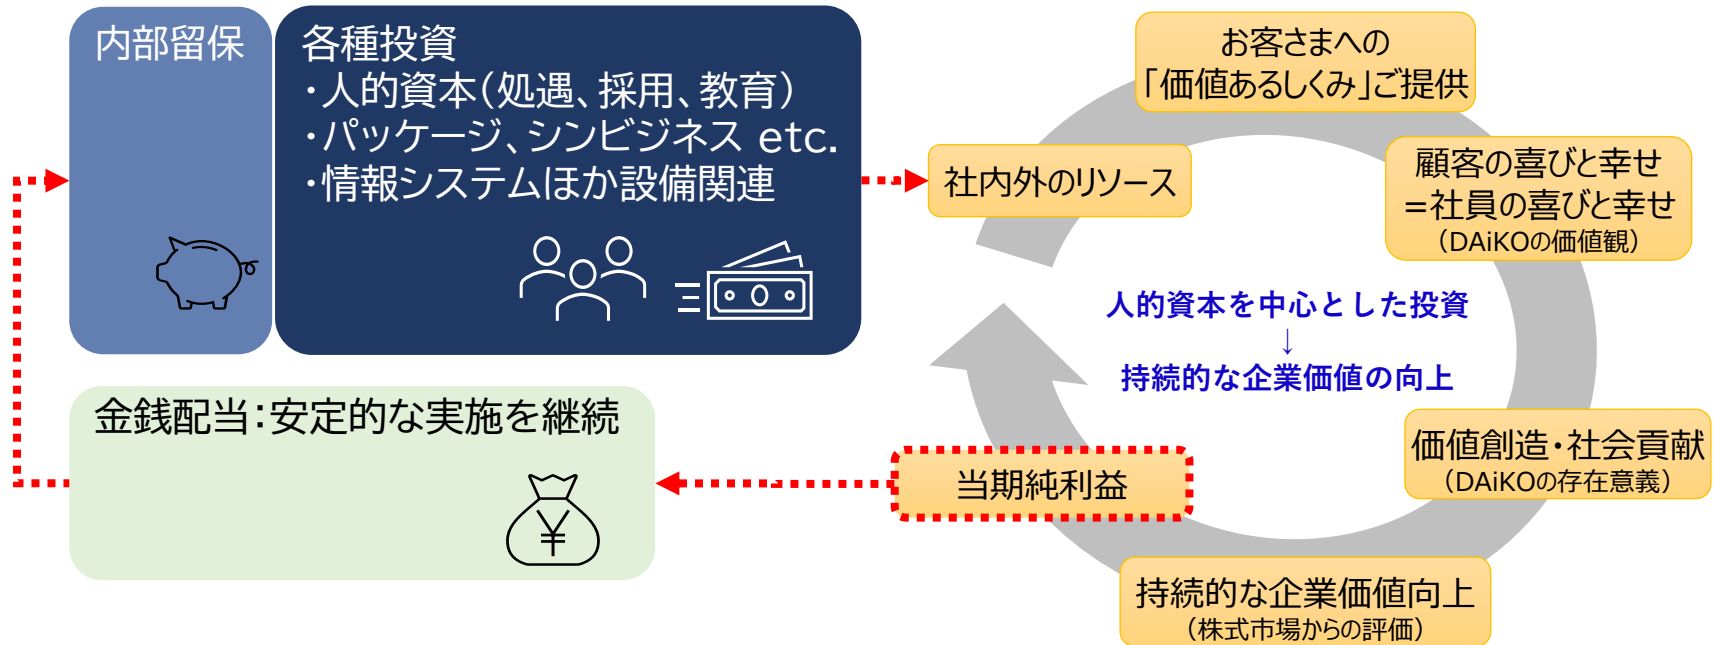 内部留保
各種投資
・人的資本（処遇、採用、教育）
・パッケージ、シンビジネス etc.
・情報システムほか設備関連
金銭配当：安定的な実施を継続
お客さまへの
「価値あるしくみ」ご提供
社内外のリソース
顧客の喜びと幸せ
=社員の喜びと幸せ
（DAiKOの価値観）
人的資本を中心とした投資
↓
持続的な企業価値の向上
価値創造・社会貢献
（DAiKOの存在意義）
当期純利益
持続的な企業価値向上
（株式市場からの評価）
¥